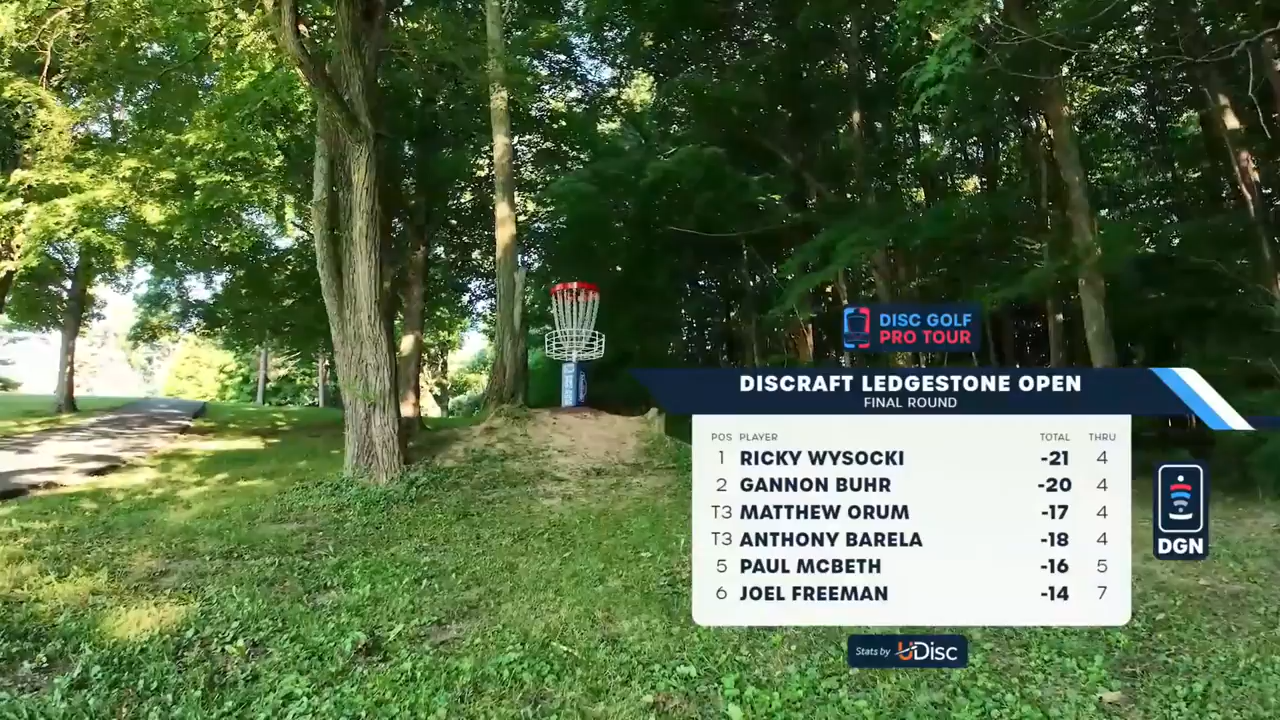 DISC GOLF
PRO TOUR
DISCRAFT LEDGESTONE OPEN
FINAL ROUND
POS PLAYER TOTAL THRU
1 RICKY WYSOCKI -21 4
2 GANNON BUHR -20 4
T3 MATTHEW ORUM -17 4
T3 ANTHONY BARELA -18 4
5 PAUL MCBETH -16 5
6 JOEL FREEMAN -14 7
DGN
Stats by UDisc